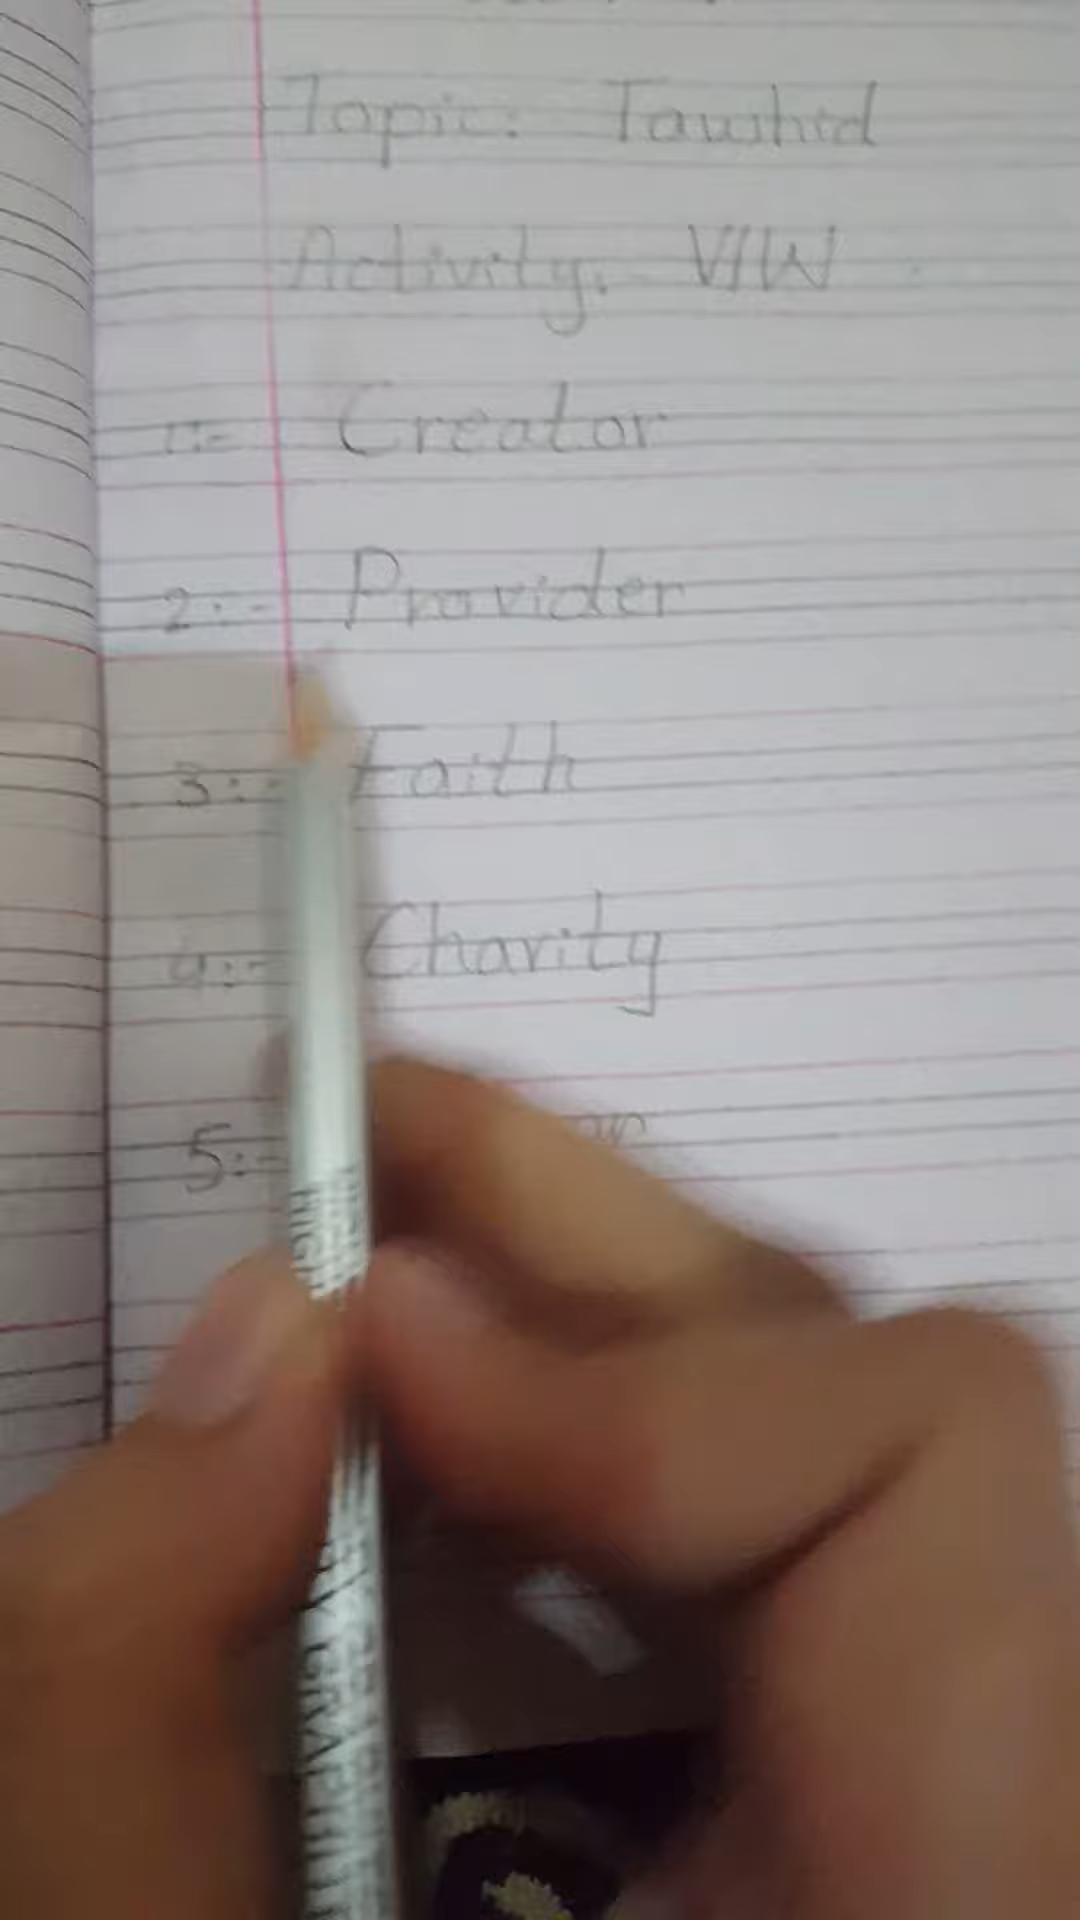 Topic: Tawhid
Activity: V/W
1:- Creator
2:- Provider
3:- Faith
4:- Charity
5:-